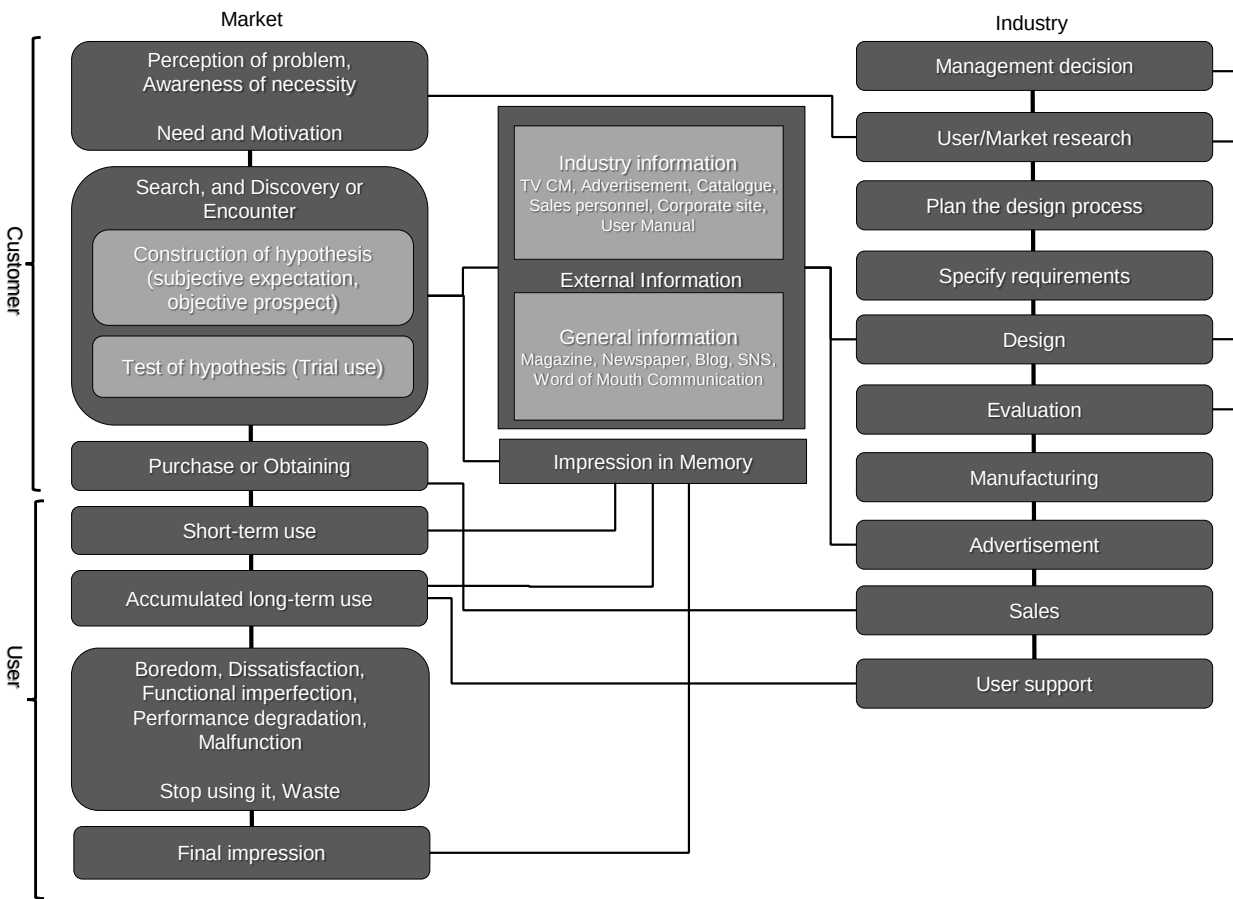 Market
Industry
Customer
User
Perception of problem,
Awareness of necessity
Need and Motivation
Search, and Discovery or
Encounter
Construction of hypothesis
(subjective expectation,
objective prospect)
Test of hypothesis (Trial use)
Purchase or Obtaining
Short-term use
Accumulated long-term use
Boredom, Dissatisfaction,
Functional imperfection,
Performance degradation,
Malfunction
Stop using it, Waste
Final impression
Industry information
TV CM, Advertisement, Catalogue,
Sales personnel, Corporate site,
User Manual
External Information
General information
Magazine, Newspaper, Blog, SNS,
Word of Mouth Communication
Impression in Memory
Management decision
User/Market research
Plan the design process
Specify requirements
Design
Evaluation
Manufacturing
Advertisement
Sales
User support